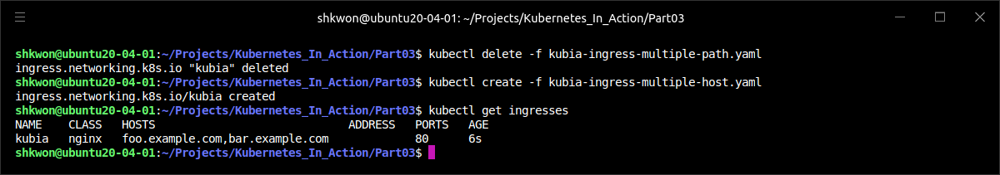 shkwon@ubuntu20-04-01: ~/Projects/Kubernetes_In_Action/Part03
shkwon@ubuntu20-04-01:~/Projects/Kubernetes_In_Action/Part03$ kubectl delete -f kubia-ingress-multiple-path.yaml
ingress.networking.k8s.io "kubia" deleted
shkwon@ubuntu20-04-01:~/Projects/Kubernetes_In_Action/Part03$ kubectl create -f kubia-ingress-multiple-host.yaml
ingress.networking.k8s.io/kubia created
shkwon@ubuntu20-04-01:~/Projects/Kubernetes_In_Action/Part03$ kubectl get ingresses
NAME    CLASS   HOSTS                             ADDRESS   PORTS   AGE
kubia   nginx   foo.example.com,bar.example.com             80      6s
shkwon@ubuntu20-04-01:~/Projects/Kubernetes_In_Action/Part03$